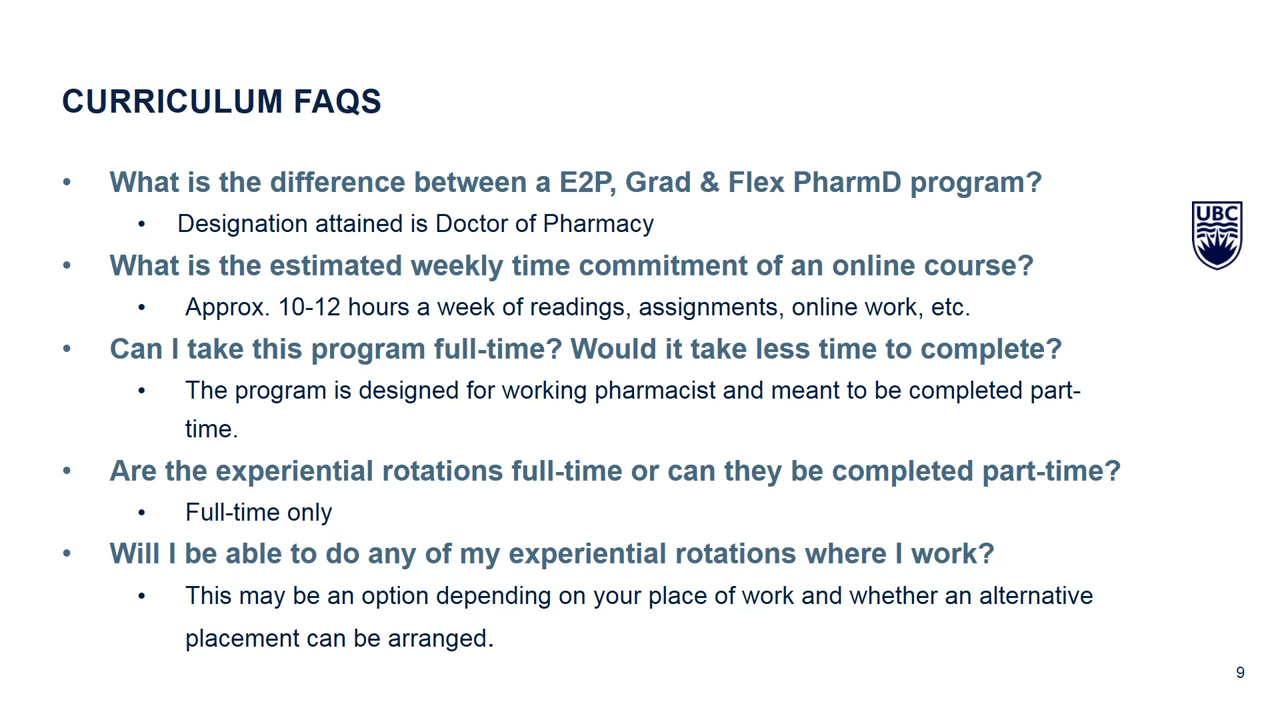 CURRICULUM FAQS
• What is the difference between a E2P, Grad & Flex PharmD program?
• Designation attained is Doctor of Pharmacy
UBC
• What is the estimated weekly time commitment of an online course?
• Approx. 10-12 hours a week of readings, assignments, online work, etc.
• Can I take this program full-time? Would it take less time to complete?
• The program is designed for working pharmacist and meant to be completed part-
time.
• Are the experiential rotations full-time or can they be completed part-time?
• Full-time only
• Will I be able to do any of my experiential rotations where I work?
• This may be an option depending on your place of work and whether an alternative
placement can be arranged.
9